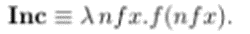 Inc ≡ λnfx.f(nfx).